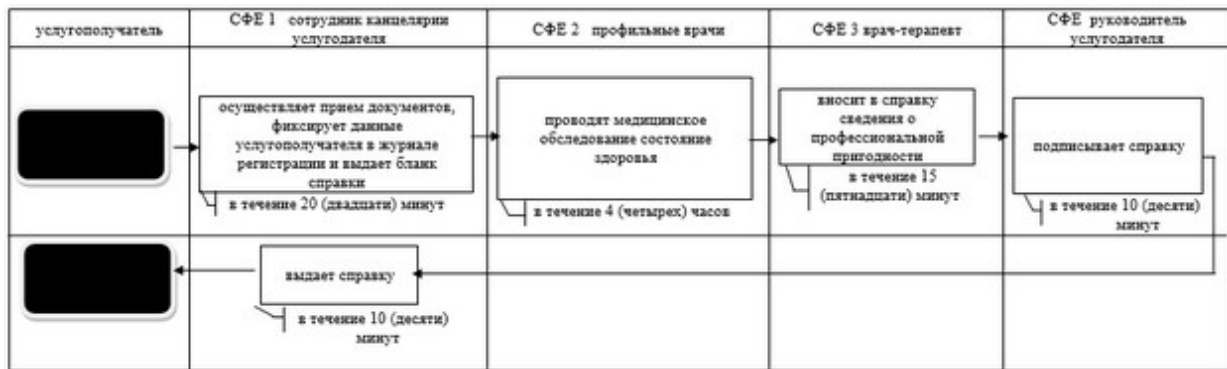 услугополучатель
СФЕ 1 сотрудник канцелярии
услугодателя
СФЕ 2 профильные врачи
СФЕ 3 врач-терапевт
СФЕ руководитель
услугодателя
осуществляет прием документов,
фиксирует данные
услугополучателя в журнале
регистрации и выдает бланк
справки
в течение 20 (двадцати) минут
проводят медицинское
обследование состояние
здоровья
в течение 4 (четырех) часов
вносит в справку
сведения о
профессиональной
пригодности
в течение 15
(пятнадцати) минут
подписывает справку
в течение 10 (десяти)
минут
выдает справку
в течение 10 (десяти)
минут